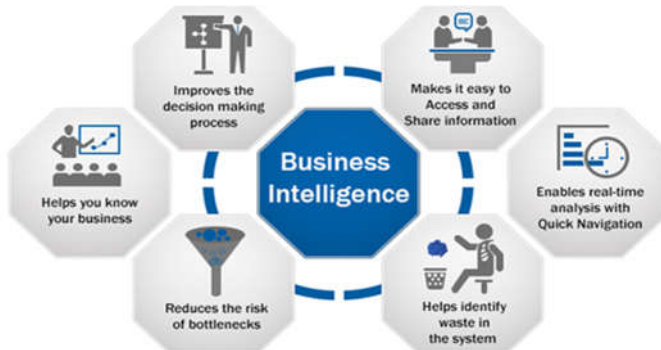 Improves the
decision making
process
Makes it easy to
Access and
Share information
Helps you know
your business
Business
Intelligence
Enables real-time
analysis with
Quick Navigation
Reduces the risk
of bottlenecks
Helps identify
waste in
the system